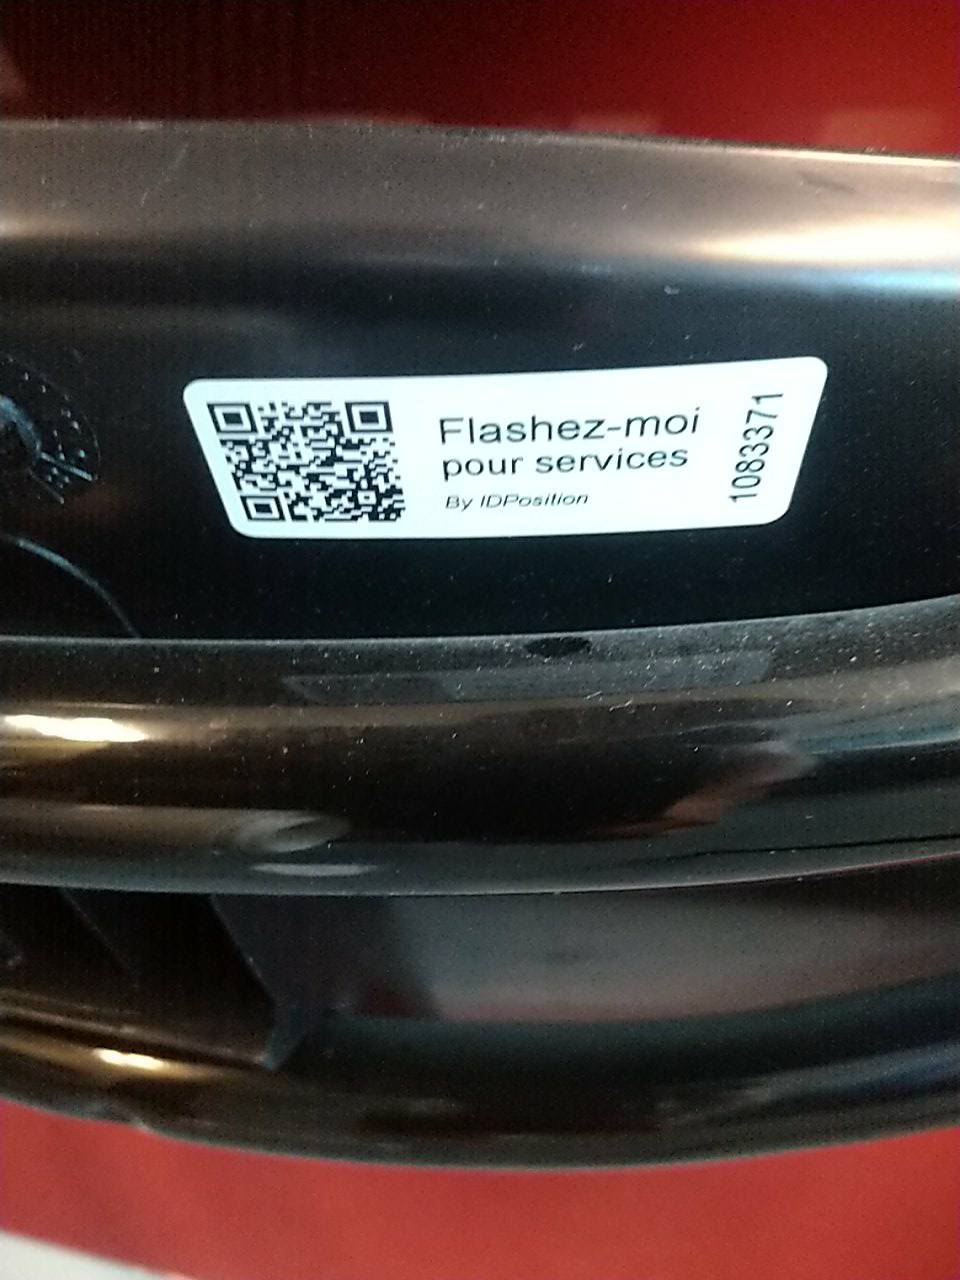 Flashez-moi
pour services
By IDPosition
1083371